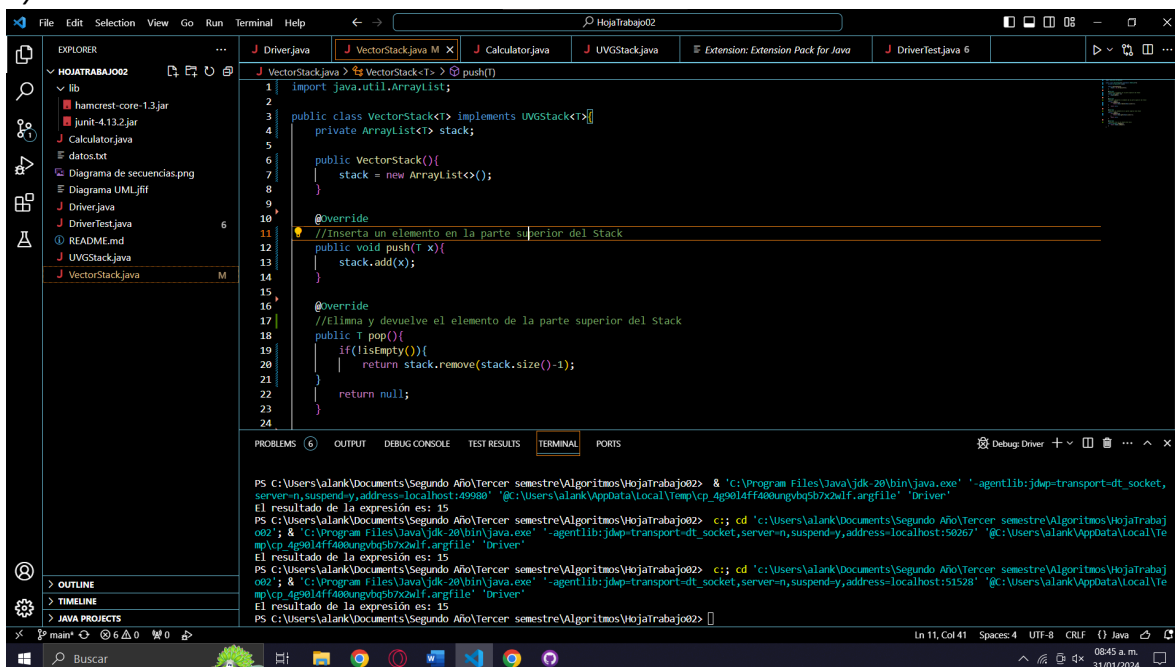 File Edit Selection View Go Run Terminal Help
HojaTrabajo02
EXPLORER
Driver.java
VectorStack.java M
Calculator.java
UVGStack.java
Extension: Extension Pack for Java
DriverTest.java 6
HOJATRABAJO02
lib
hamcrest-core-1.3.jar
junit-4.13.2.jar
Calculator.java
datos.txt
Diagrama de secuencias.png
Diagrama UML.jfif
Driver.java
DriverTest.java 6
README.md
UVGStack.java
VectorStack.java M
OUTLINE
TIMELINE
JAVA PROJECTS
VectorStack.java > VectorStack<T> > push(T)
1 import java.util.ArrayList;
2
3 public class VectorStack<T> implements UVGStack<T>{
4 private ArrayList<T> stack;
5
6 public VectorStack(){
7 stack = new ArrayList<>();
8 }
9
10 @Override
11 //Inserta un elemento en la parte superior del Stack
12 public void push(T x){
13 stack.add(x);
14 }
15
16 @Override
17 //Elimna y devuelve el elemento de la parte superior del Stack
18 public T pop(){
19 if(!isEmpty()){
20 return stack.remove(stack.size()-1);
21 }
22 return null;
23 }
24
PROBLEMS 6 OUTPUT DEBUG CONSOLE TEST RESULTS TERMINAL PORTS
Debug: Driver
PS C:\Users\alank\Documents\Segundo Año\Tercer semestre\Algoritmos\HojaTrabajo02> & 'C:\Program Files\Java\jdk-20\bin\java.exe' '-agentlib:jdwp=transport=dt_socket,
server=n,suspend=y,address=localhost:49980' '@C:\Users\alank\AppData\Local\Temp\cp_4g90l4ff400ungvbq5b7x2wlf.argfile' 'Driver'
El resultado de la expresión es: 15
PS C:\Users\alank\Documents\Segundo Año\Tercer semestre\Algoritmos\HojaTrabajo02> c:; cd 'c:\Users\alank\Documents\Segundo Año\Tercer semestre\Algoritmos\HojaTrabaj
o02'; & 'C:\Program Files\Java\jdk-20\bin\java.exe' '-agentlib:jdwp=transport=dt_socket,server=n,suspend=y,address=localhost:50267' '@C:\Users\alank\AppData\Local\Te
mp\cp_4g90l4ff400ungvbq5b7x2wlf.argfile' 'Driver'
El resultado de la expresión es: 15
PS C:\Users\alank\Documents\Segundo Año\Tercer semestre\Algoritmos\HojaTrabajo02> c:; cd 'c:\Users\alank\Documents\Segundo Año\Tercer semestre\Algoritmos\HojaTrabaj
o02'; & 'C:\Program Files\Java\jdk-20\bin\java.exe' '-agentlib:jdwp=transport=dt_socket,server=n,suspend=y,address=localhost:51528' '@C:\Users\alank\AppData\Local\Te
mp\cp_4g90l4ff400ungvbq5b7x2wlf.argfile' 'Driver'
El resultado de la expresión es: 15
PS C:\Users\alank\Documents\Segundo Año\Tercer semestre\Algoritmos\HojaTrabajo02>
main* 6 0 0
Ln 11, Col 41 Spaces: 4 UTF-8 CRLF {} Java
Buscar
08:45 a. m.
31/01/2024